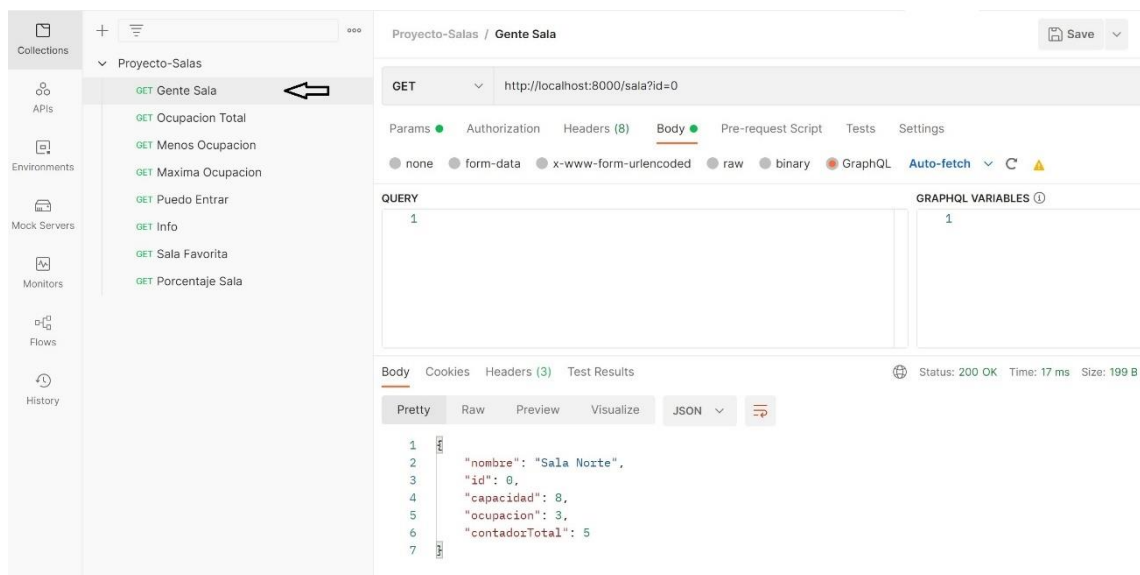 Collections
APIs
Environments
Mock Servers
Monitors
Flows
History
Proyecto-Salas
GET Gente Sala
GET Ocupacion Total
GET Menos Ocupacion
GET Maxima Ocupacion
GET Puedo Entrar
GET Info
GET Sala Favorita
GET Porcentaje Sala
Proyecto-Salas / Gente Sala
Save
GET http://localhost:8000/sala?id=0
Params Authorization Headers (8) Body Pre-request Script Tests Settings
none form-data x-www-form-urlencoded raw binary GraphQL Auto-fetch
QUERY
1
GRAPHQL VARIABLES
1
Body Cookies Headers (3) Test Results
Status: 200 OK Time: 17 ms Size: 199 B
Pretty Raw Preview Visualize JSON
1 {
2 "nombre": "Sala Norte",
3 "id": 0,
4 "capacidad": 8,
5 "ocupacion": 3,
6 "contadorTotal": 5
7 }